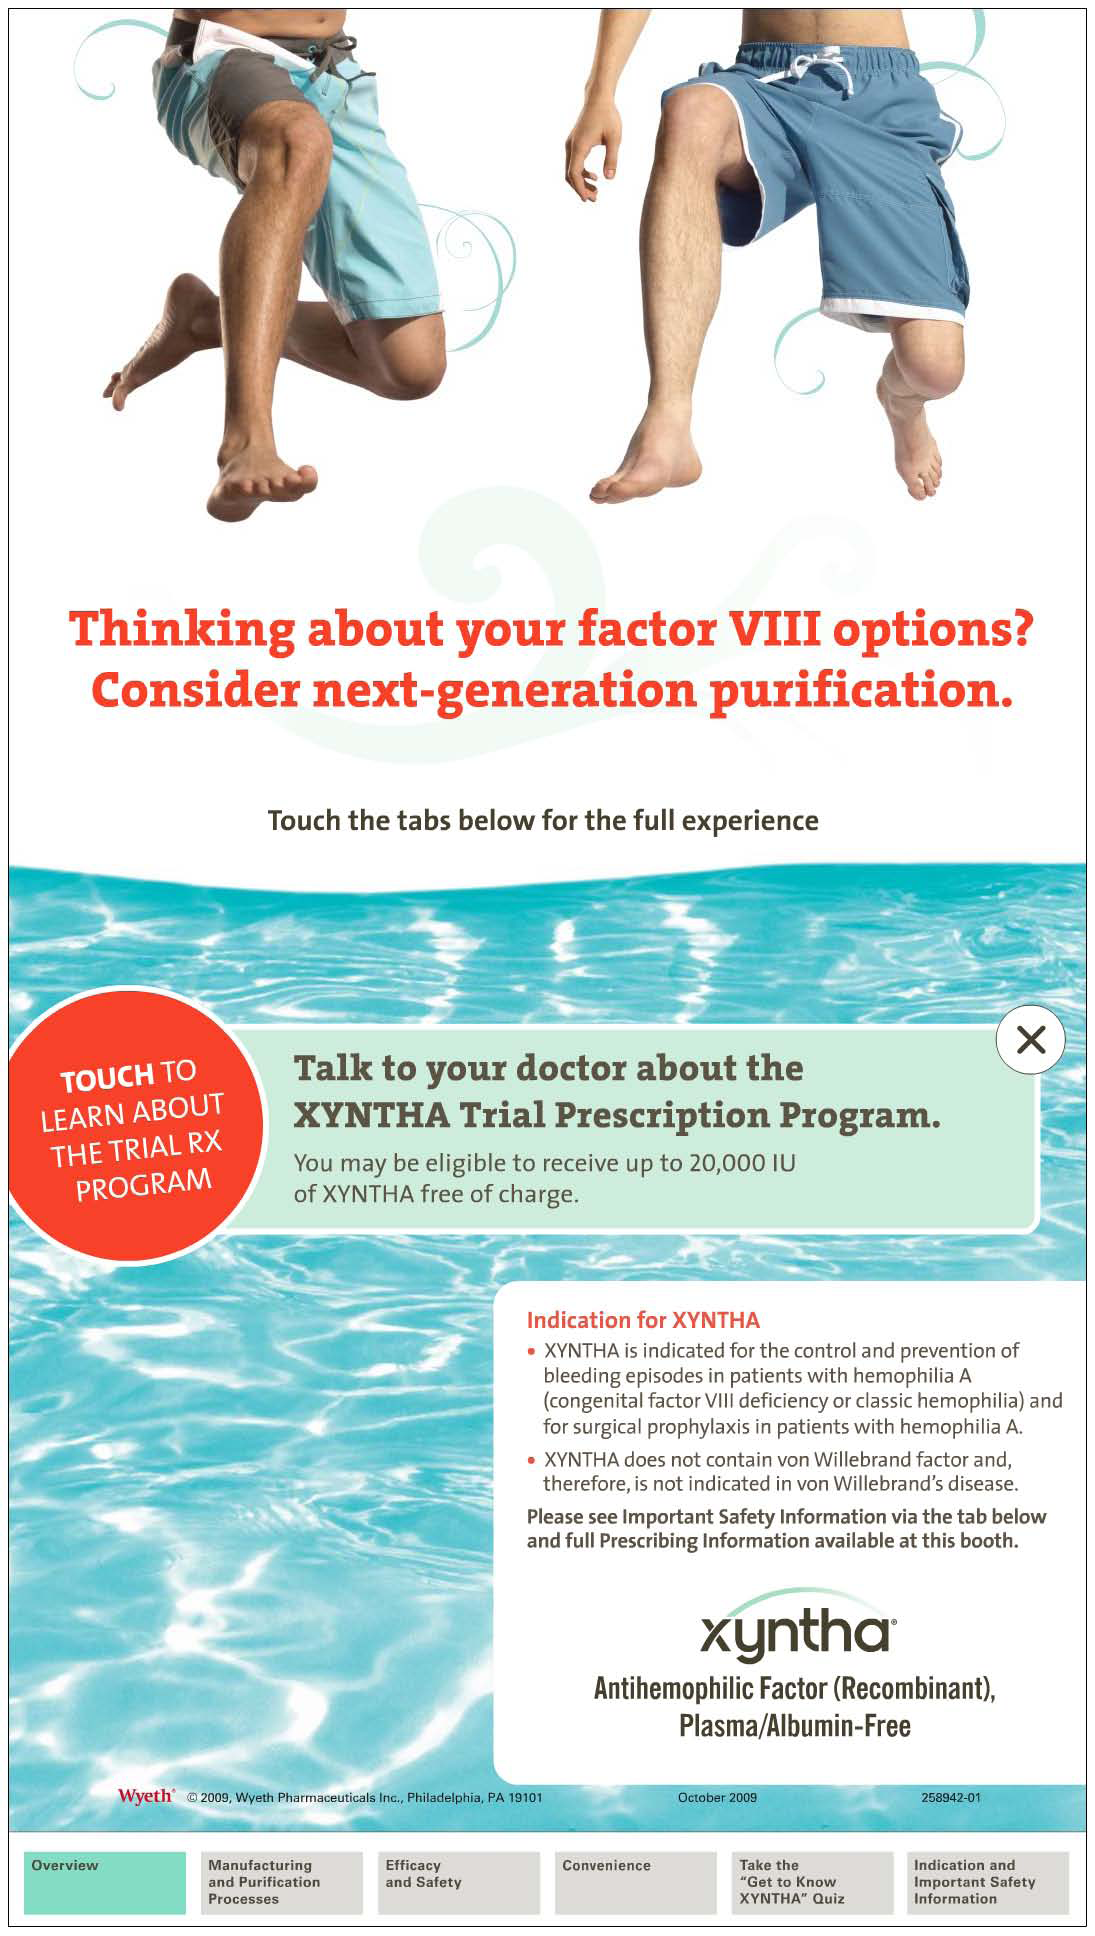 Thinking about your factor VIII options?
Consider next-generation purification.
Touch the tabs below for the full experience
TOUCH TO
LEARN ABOUT
THE TRIAL RX
PROGRAM
Talk to your doctor about the
XYNTHA Trial Prescription Program.
You may be eligible to receive up to 20,000 IU
of XYNTHA free of charge.
Indication for XYNTHA
• XYNTHA is indicated for the control and prevention of
bleeding episodes in patients with hemophilia A
(congenital factor VIII deficiency or classic hemophilia) and
for surgical prophylaxis in patients with hemophilia A.
• XYNTHA does not contain von Willebrand factor and,
therefore, is not indicated in von Willebrand’s disease.
Please see Important Safety Information via the tab below
and full Prescribing Information available at this booth.
xyntha®
Antihemophilic Factor (Recombinant),
Plasma/Albumin-Free
Wyeth® © 2009, Wyeth Pharmaceuticals Inc., Philadelphia, PA 19101 October 2009 258942-01
Overview
Manufacturing
and Purification
Processes
Efficacy
and Safety
Convenience
Take the
“Get to Know
XYNTHA” Quiz
Indication and
Important Safety
Information